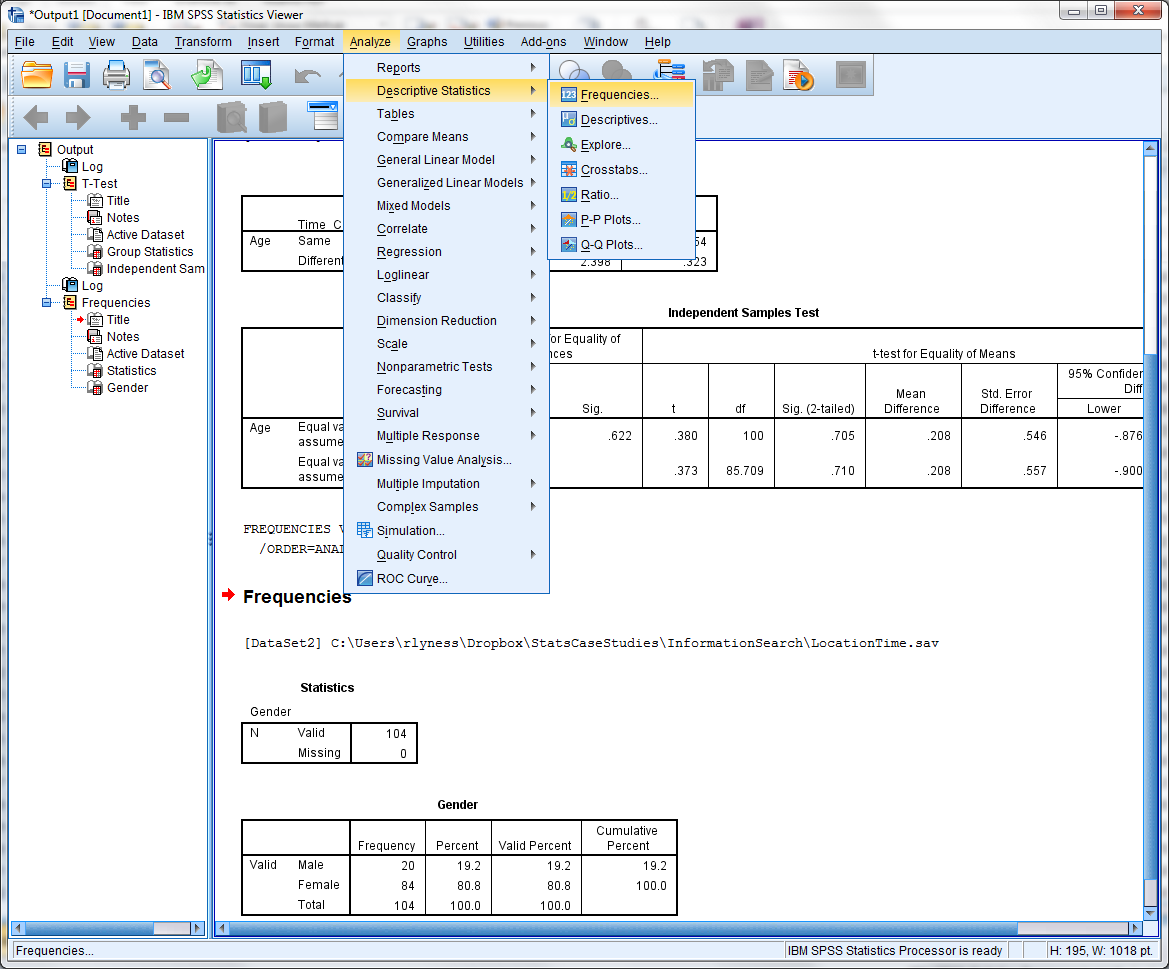 *Output1 [Document1] - IBM SPSS Statistics Viewer
File Edit View Data Transform Insert Format Analyze Graphs Utilities Add-ons Window Help
Reports
Descriptive Statistics
Tables
Compare Means
General Linear Model
Generalized Linear Models
Mixed Models
Correlate
Regression
Loglinear
Classify
Dimension Reduction
Scale
Nonparametric Tests
Forecasting
Survival
Multiple Response
Missing Value Analysis...
Multiple Imputation
Complex Samples
Simulation...
Quality Control
ROC Curve...
123 Frequencies...
Descriptives...
Explore...
Crosstabs...
1/2 Ratio...
P-P Plots...
Q-Q Plots...
Output
Log
T-Test
Title
Notes
Active Dataset
Group Statistics
Independent Sam
Log
Frequencies
Title
Notes
Active Dataset
Statistics
Gender
Time C
Age Same 54
Different 2.398 .323
Independent Samples Test
for Equality of
nces
t-test for Equality of Means
95% Confider
Diff
Sig. t df Sig. (2-tailed) Mean Difference Std. Error Difference Lower
Age Equal va
assume .622 .380 100 .705 .208 .546 -.876
Equal va
assume .373 85.709 .710 .208 .557 -.900
FREQUENCIES V
/ORDER=ANAL
Frequencies
[DataSet2] C:\Users\rlyness\Dropbox\StatsCaseStudies\InformationSearch\LocationTime.sav
Statistics
Gender
N Valid 104
Missing 0
Gender
Frequency Percent Valid Percent Cumulative Percent
Valid Male 20 19.2 19.2 19.2
Female 84 80.8 80.8 100.0
Total 104 100.0 100.0
Frequencies... IBM SPSS Statistics Processor is ready H: 195, W: 1018 pt.